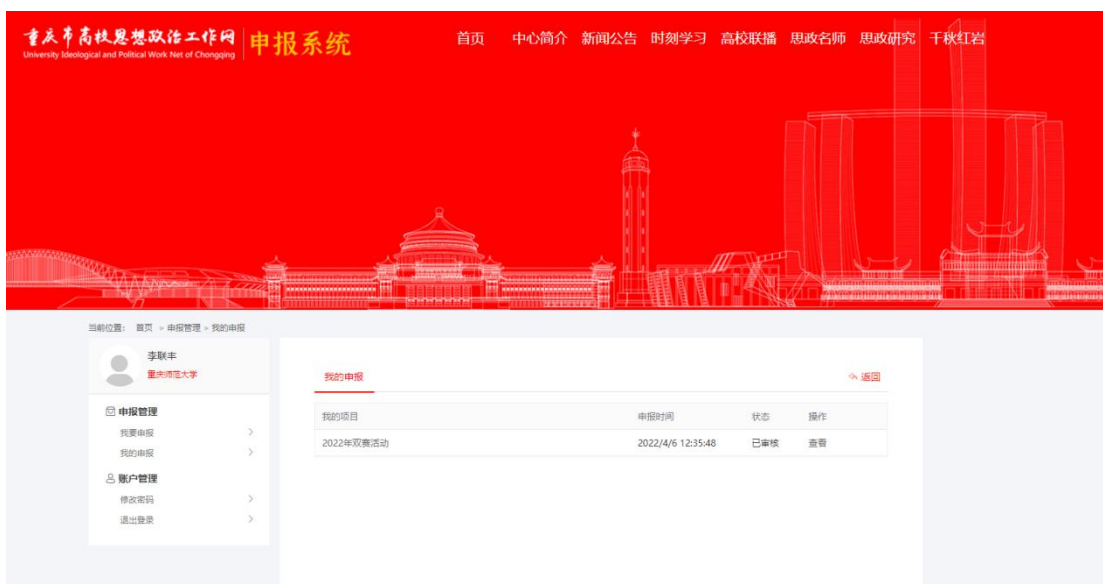 重庆市高校思想政治工作网
University Ideological and Political Work Net of Chongqing
申报系统
首页 中心简介 新闻公告 时刻学习 高校联播 思政名师 思政研究 千秋红岩
当前位置: 首页 » 申报管理 » 我的申报
李联丰
重庆师范大学
申报管理
我要申报
我的申报
账户管理
修改密码
退出登录
我的申报 返回
我的项目 申报时间 状态 操作
2022年双赛活动 2022/4/6 12:35:48 已审核 查看